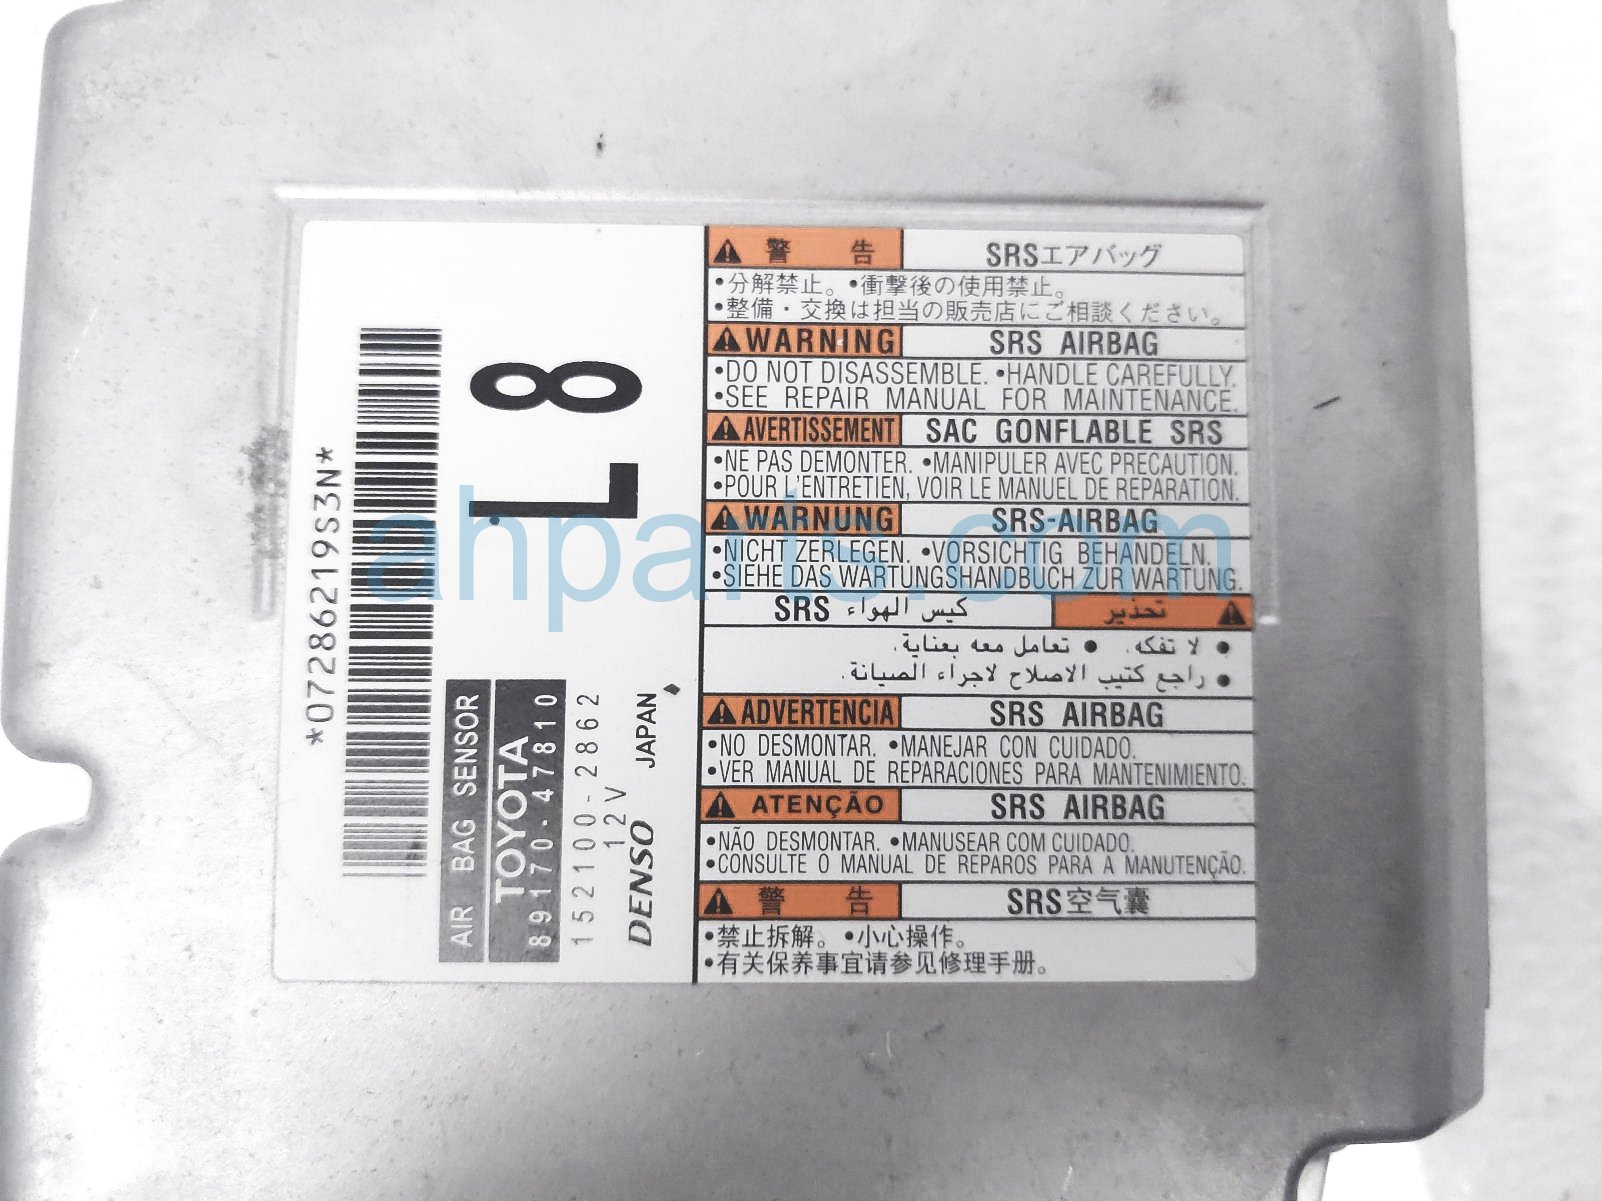 *07286219S3N*
L8
AIR BAG SENSOR
TOYOTA
89170-47810
152100-2862
12V
DENSO JAPAN
警 告 SRSエアバッグ
•分解禁止。•衝撃後の使用禁止。
•整備・交換は担当の販売店にご相談ください。
WARNING SRS AIRBAG
•DO NOT DISASSEMBLE. •HANDLE CAREFULLY.
•SEE REPAIR MANUAL FOR MAINTENANCE.
AVERTISSEMENT SAC GONFLABLE SRS
•NE PAS DEMONTER. •MANIPULER AVEC PRECAUTION.
•POUR L'ENTRETIEN, VOIR LE MANUEL DE REPARATION.
WARNUNG SRS-AIRBAG
•NICHT ZERLEGEN. •VORSICHTIG BEHANDELN.
•SIEHE DAS WARTUNGSHANDBUCH ZUR WARTUNG.
تحذير كيس الهواء SRS
• لا تفكه. • تعامل معه بعناية.
• راجع كتيب الاصلاح لاجراء الصيانة.
ADVERTENCIA SRS AIRBAG
•NO DESMONTAR. •MANEJAR CON CUIDADO.
•VER MANUAL DE REPARACIONES PARA MANTENIMIENTO.
ATENÇÃO SRS AIRBAG
•NÃO DESMONTAR. •MANUSEAR COM CUIDADO.
•CONSULTE O MANUAL DE REPAROS PARA A MANUTENÇÃO.
警 告 SRS空气囊
•禁止拆解。•小心操作。
•有关保养事宜请参见修理手册。
ahparts.com